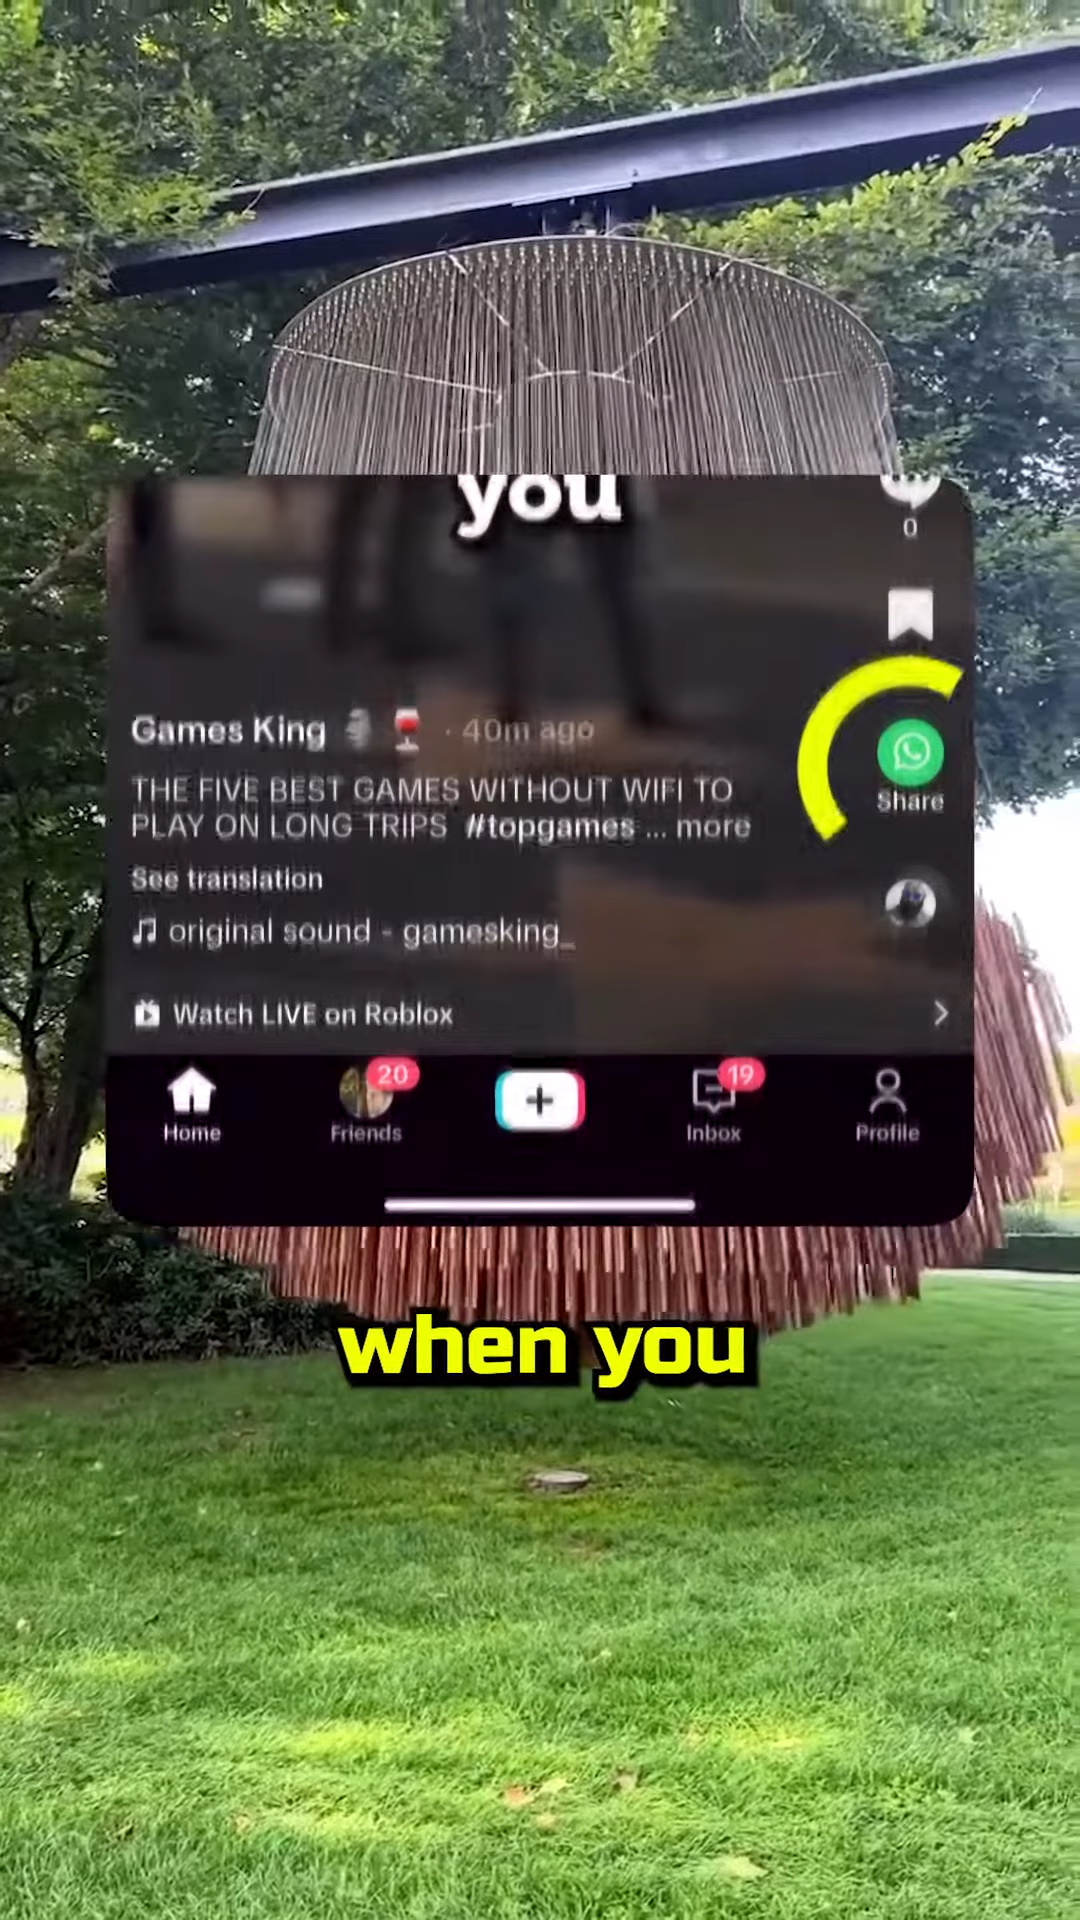 you
0
Games King · 40m ago
THE FIVE BEST GAMES WITHOUT WIFI TO
PLAY ON LONG TRIPS #topgames ... more
Share
See translation
original sound - gamesking_
Watch LIVE on Roblox
20
19
Home
Friends
Inbox
Profile
when you